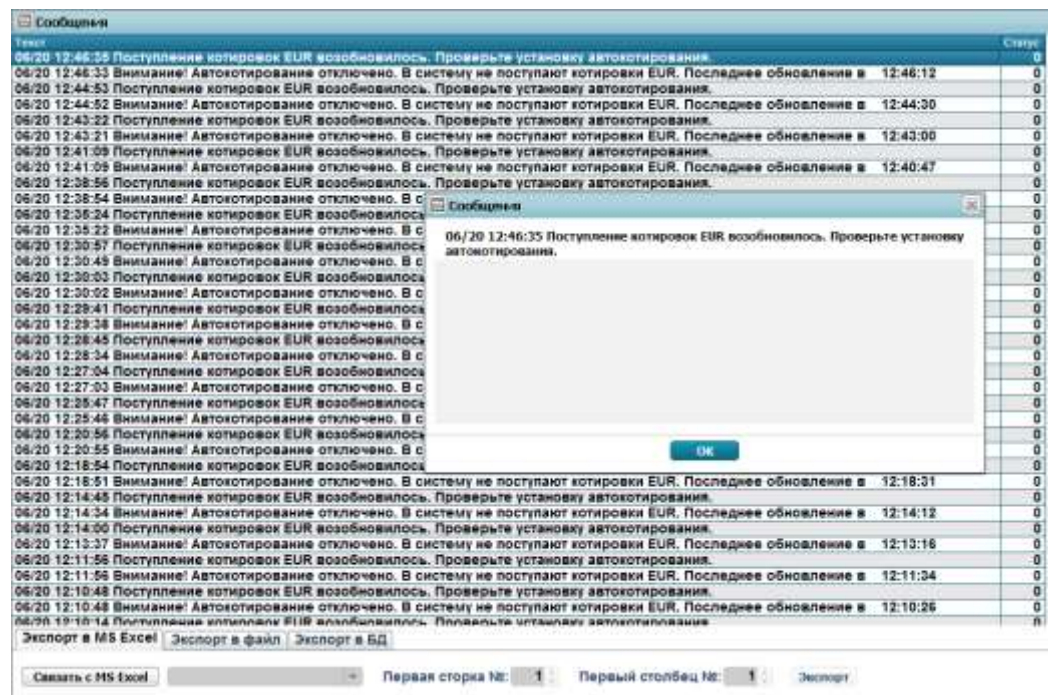 Сообщения
Текст Статус
06/20 12:46:35 Поступление котировок EUR возобновилось. Проверьте установку автокотирования. 0
06/20 12:46:33 Внимание! Автокотирование отключено. В систему не поступают котировки EUR. Последнее обновление в 12:46:12 0
06/20 12:44:53 Поступление котировок EUR возобновилось. Проверьте установку автокотирования. 0
06/20 12:44:52 Внимание! Автокотирование отключено. В систему не поступают котировки EUR. Последнее обновление в 12:44:30 0
06/20 12:43:22 Поступление котировок EUR возобновилось. Проверьте установку автокотирования. 0
06/20 12:43:21 Внимание! Автокотирование отключено. В систему не поступают котировки EUR. Последнее обновление в 12:43:00 0
06/20 12:41:09 Поступление котировок EUR возобновилось. Проверьте установку автокотирования. 0
06/20 12:41:09 Внимание! Автокотирование отключено. В систему не поступают котировки EUR. Последнее обновление в 12:40:47 0
06/20 12:38:56 Поступление котировок EUR возобновилось. Проверьте установку автокотирования. 0
06/20 12:38:54 Внимание! Автокотирование отключено. В с 0
06/20 12:35:24 Поступление котировок EUR возобновилось 0
06/20 12:35:22 Внимание! Автокотирование отключено. В с 0
06/20 12:30:57 Поступление котировок EUR возобновилось 0
06/20 12:30:49 Внимание! Автокотирование отключено. В с 0
06/20 12:30:03 Поступление котировок EUR возобновилось 0
06/20 12:30:02 Внимание! Автокотирование отключено. В с 0
06/20 12:29:41 Поступление котировок EUR возобновилось 0
06/20 12:29:38 Внимание! Автокотирование отключено. В с 0
06/20 12:28:45 Поступление котировок EUR возобновилось 0
06/20 12:28:34 Внимание! Автокотирование отключено. В с 0
06/20 12:27:04 Поступление котировок EUR возобновилось 0
06/20 12:27:03 Внимание! Автокотирование отключено. В с 0
06/20 12:25:47 Поступление котировок EUR возобновилось 0
06/20 12:25:46 Внимание! Автокотирование отключено. В с 0
06/20 12:20:56 Поступление котировок EUR возобновилось 0
06/20 12:20:55 Внимание! Автокотирование отключено. В с 0
06/20 12:18:54 Поступление котировок EUR возобновилось 0
06/20 12:18:51 Внимание! Автокотирование отключено. В систему не поступают котировки EUR. Последнее обновление в 12:18:31 0
06/20 12:14:45 Поступление котировок EUR возобновилось. Проверьте установку автокотирования. 0
06/20 12:14:34 Внимание! Автокотирование отключено. В систему не поступают котировки EUR. Последнее обновление в 12:14:12 0
06/20 12:14:00 Поступление котировок EUR возобновилось. Проверьте установку автокотирования. 0
06/20 12:13:37 Внимание! Автокотирование отключено. В систему не поступают котировки EUR. Последнее обновление в 12:13:16 0
06/20 12:11:56 Поступление котировок EUR возобновилось. Проверьте установку автокотирования. 0
06/20 12:11:56 Внимание! Автокотирование отключено. В систему не поступают котировки EUR. Последнее обновление в 12:11:34 0
06/20 12:10:48 Поступление котировок EUR возобновилось. Проверьте установку автокотирования. 0
06/20 12:10:48 Внимание! Автокотирование отключено. В систему не поступают котировки EUR. Последнее обновление в 12:10:26 0
06/20 12:10:14 Поступление котировок EUR возобновилось. Проверьте установку автокотирования. 0
Сообщения
06/20 12:46:35 Поступление котировок EUR возобновилось. Проверьте установку
автокотирования.
OK
Экспорт в MS Excel Экспорт в файл Экспорт в БД
Связать с MS Excel Первая сторка №: 1 Первый столбец №: 1 Экспорт